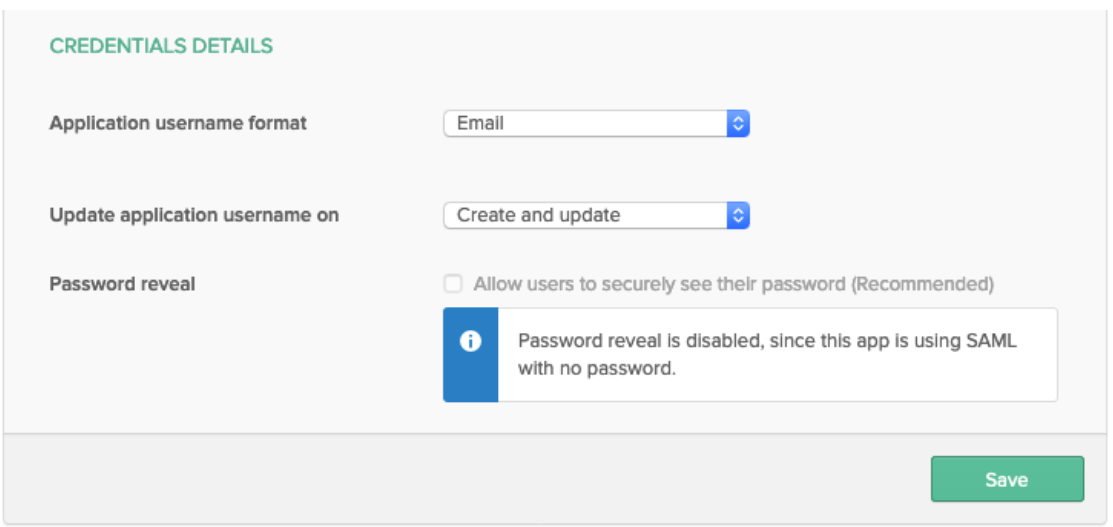 CREDENTIALS DETAILS
Application username format
Email
Update application username on
Create and update
Password reveal
Allow users to securely see their password (Recommended)
Password reveal is disabled, since this app is using SAML
with no password.
Save